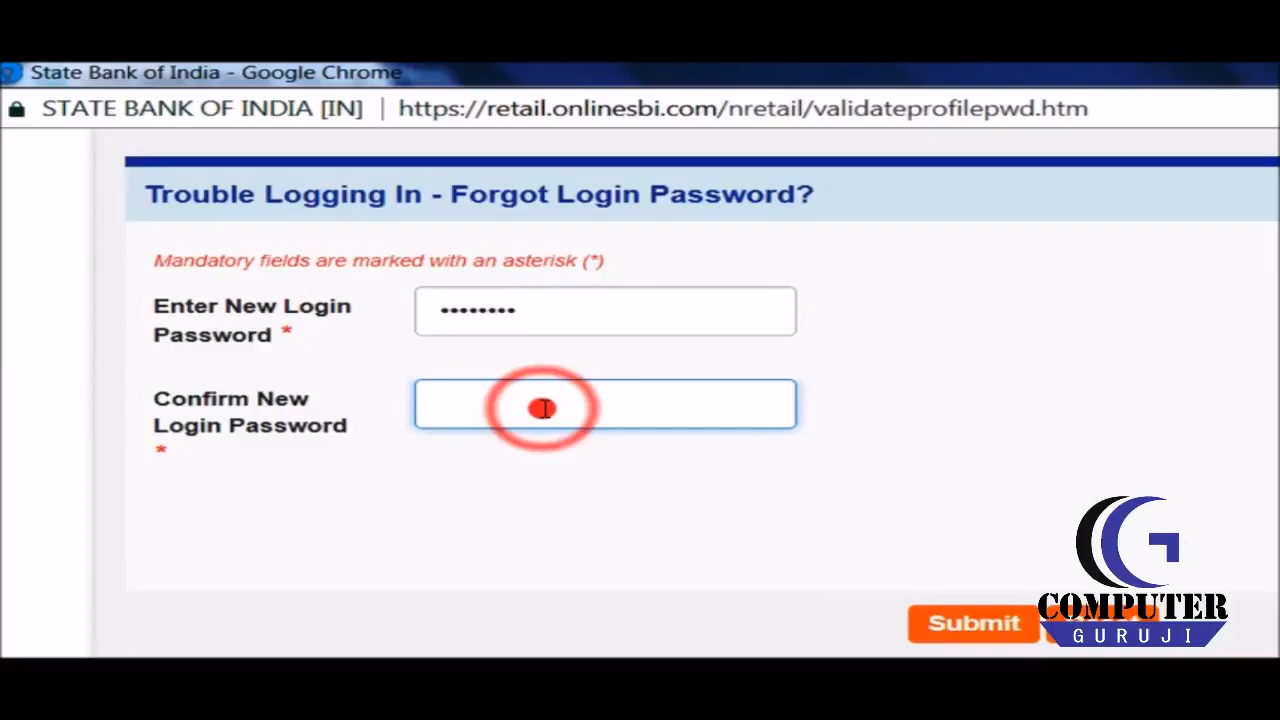 State Bank of India - Google Chrome
STATE BANK OF INDIA [IN] | https://retail.onlinesbi.com/nretail/validateprofilepwd.htm
Trouble Logging In - Forgot Login Password?
Mandatory fields are marked with an asterisk (*)
Enter New Login
Password *
••••••••
Confirm New
Login Password
*
Submit
COMPUTER
GURUJI